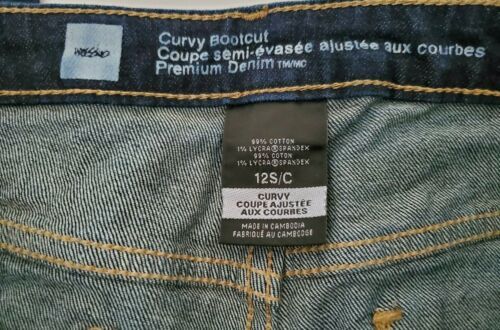 MOSSIMO
Curvy Bootcut
Coupe semi-évasée ajustée aux courbes
Premium Denim TM/MC
99% COTTON
1% LYCRA®SPANDEX
99% COTTON
1% LYCRA®SPANDEX
12S/C
CURVY
COUPE AJUSTÉE
AUX COURBES
MADE IN CAMBODIA
FABRIQUÉ AU CAMBODGE